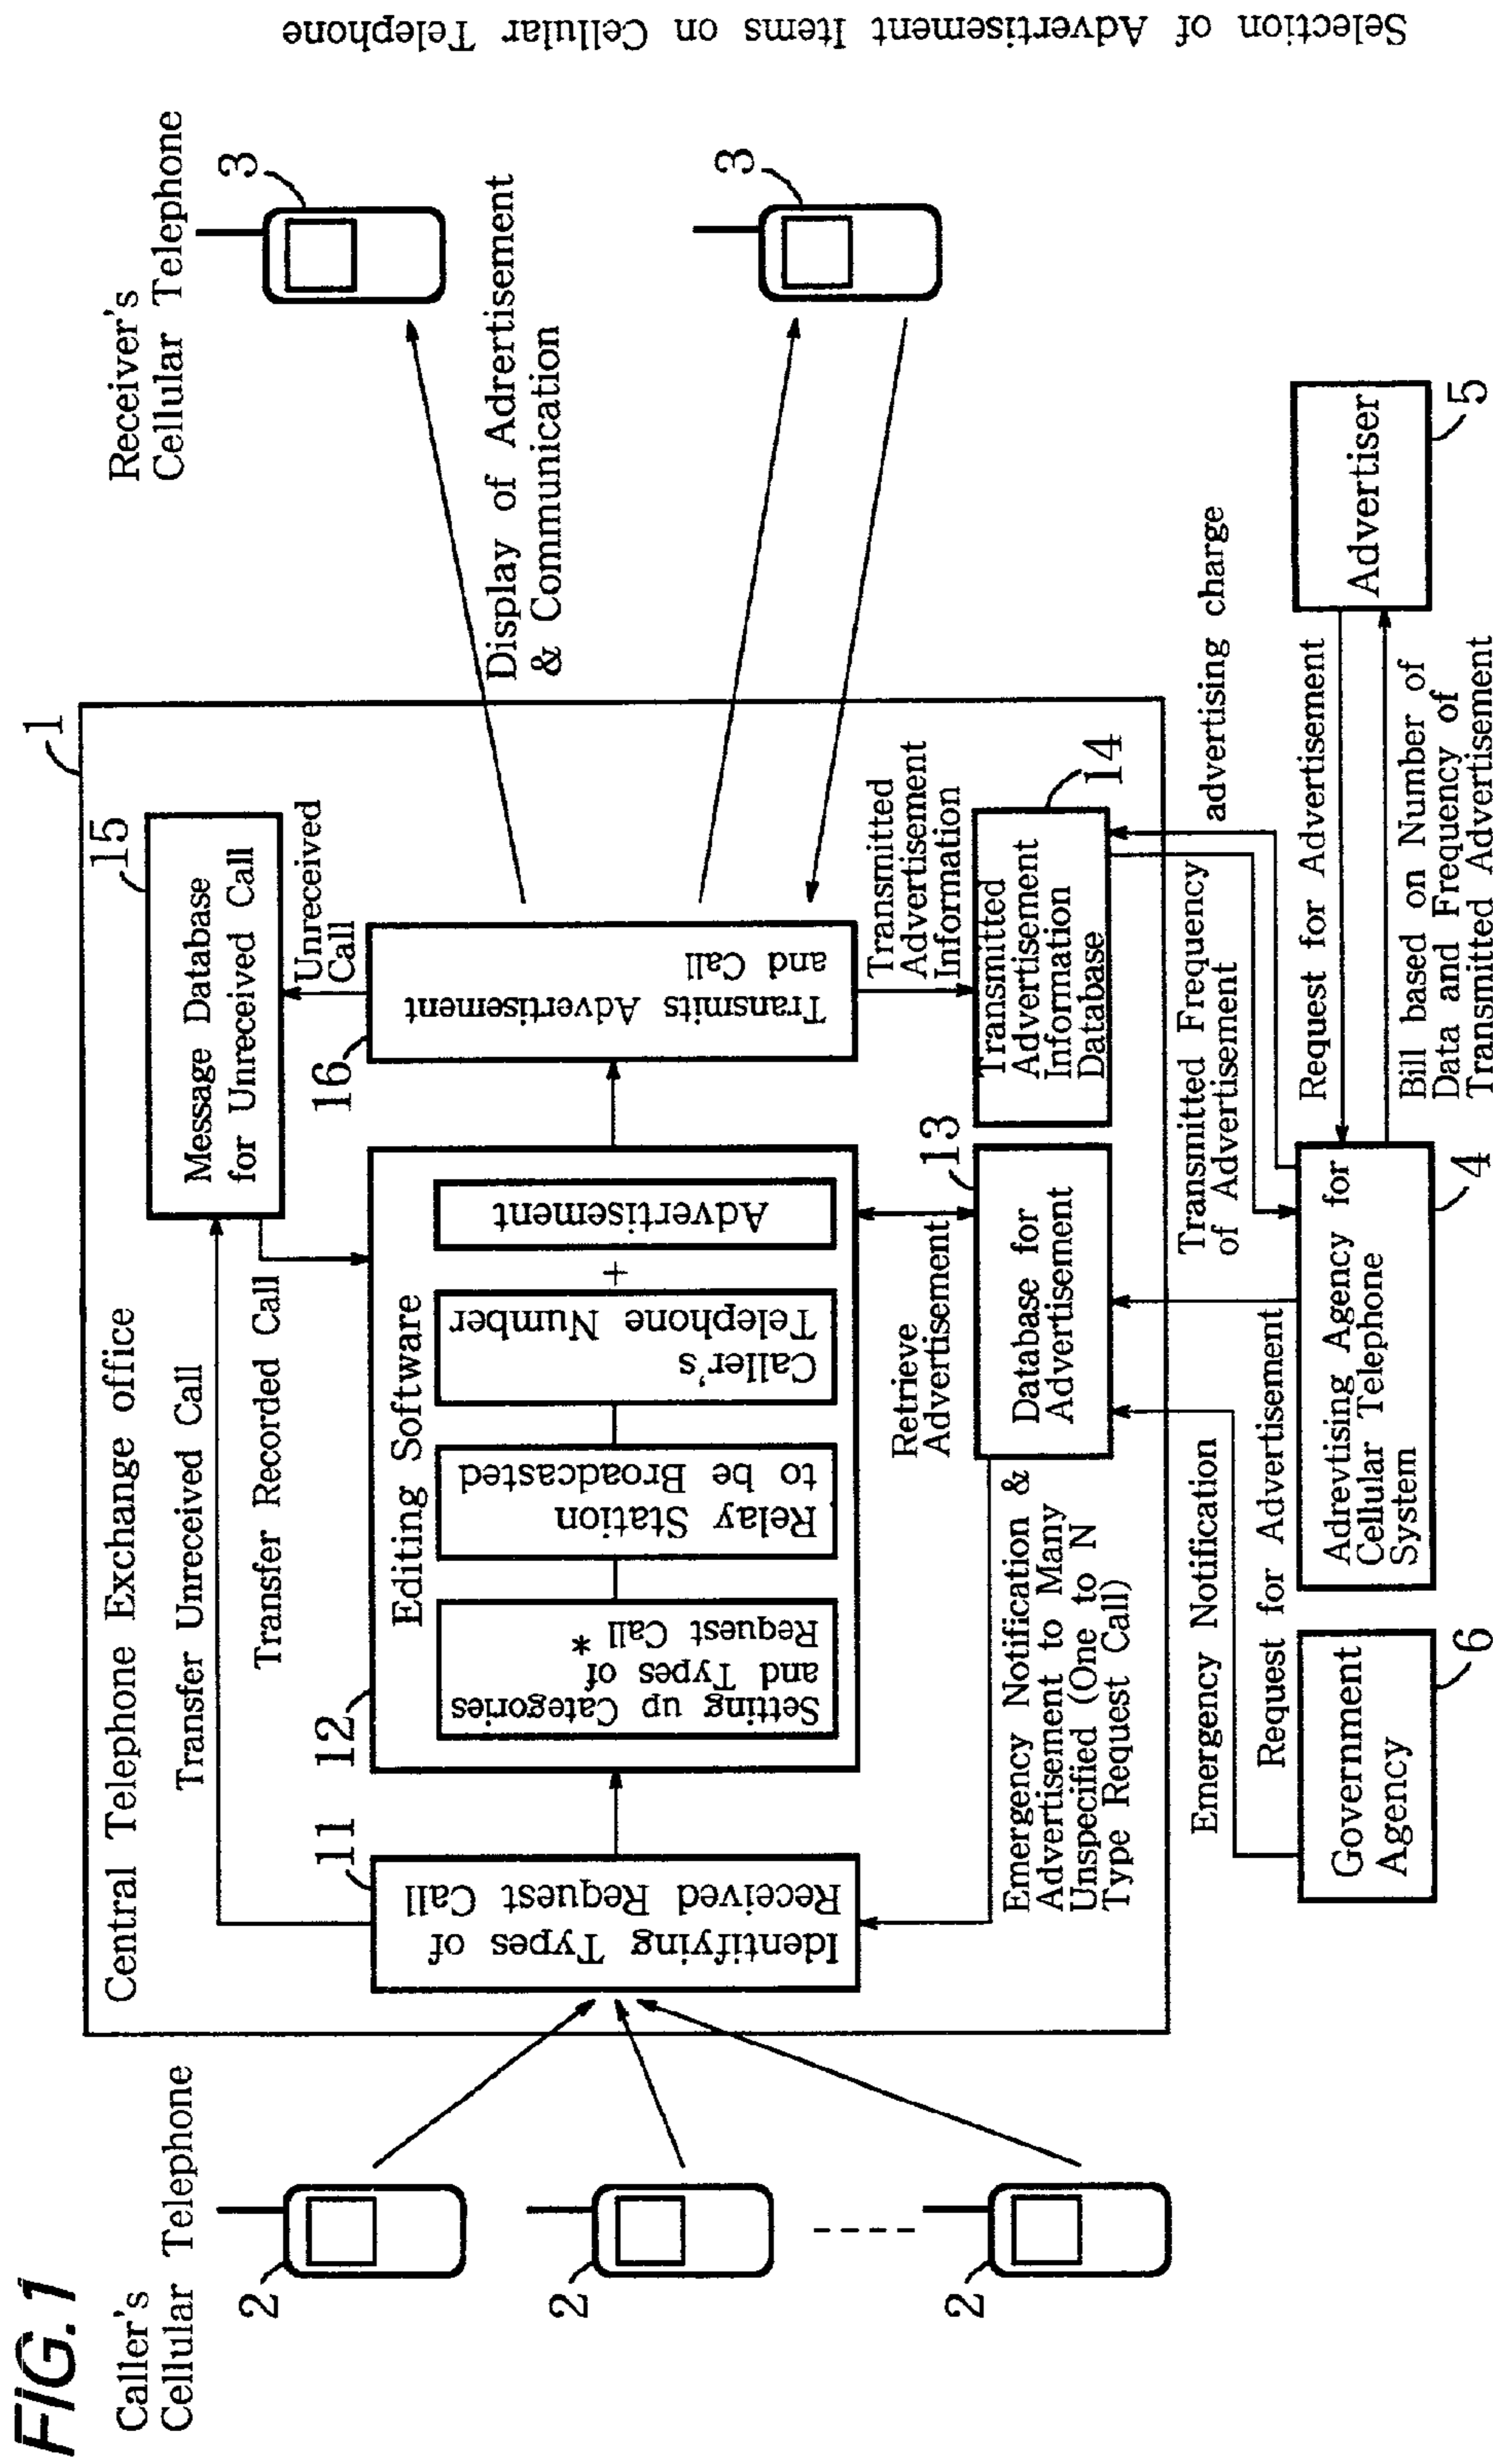 FIG.1
Caller's
Cellular Telephone
2
2
2
Central Telephone Exchange office
1
Transfer Unreceived Call
Transfer Recorded Call
15
Message Database
for Unreceived Call
Unreceived
Call
11
Identifying Types of
Received Request Call
12
Editing Software
Setting up Categories
and Types of
Request Call *
Relay Station
to be Broadcasted
Caller's
Telephone Number
+
Advertisement
16
Transmits Advertisement
and Call
Receiver's
Cellular Telephone
3
3
Display of Adrertisement
& Communication
Selection of Advertisement Items on Cellular Telephone
Retrieve
Advertisement
13
Database for
Advertisement
Transmitted
Advertisement
Information
14
Transmitted
Advertisement
Information
Database
Emergency Notification &
Advertisement to Many
Unspecified (One to N
Type Request Call)
Emergency Notification
Request for Advertisement
Transmitted Frequency
of Advertisement
advertising charge
Government
Agency
6
Adrevtising Agency for
Cellular Telephone
System
4
Request for Advertisement
Bill based on Number of
Data and Frequency of
Transmitted Advertisement
Advertiser
5